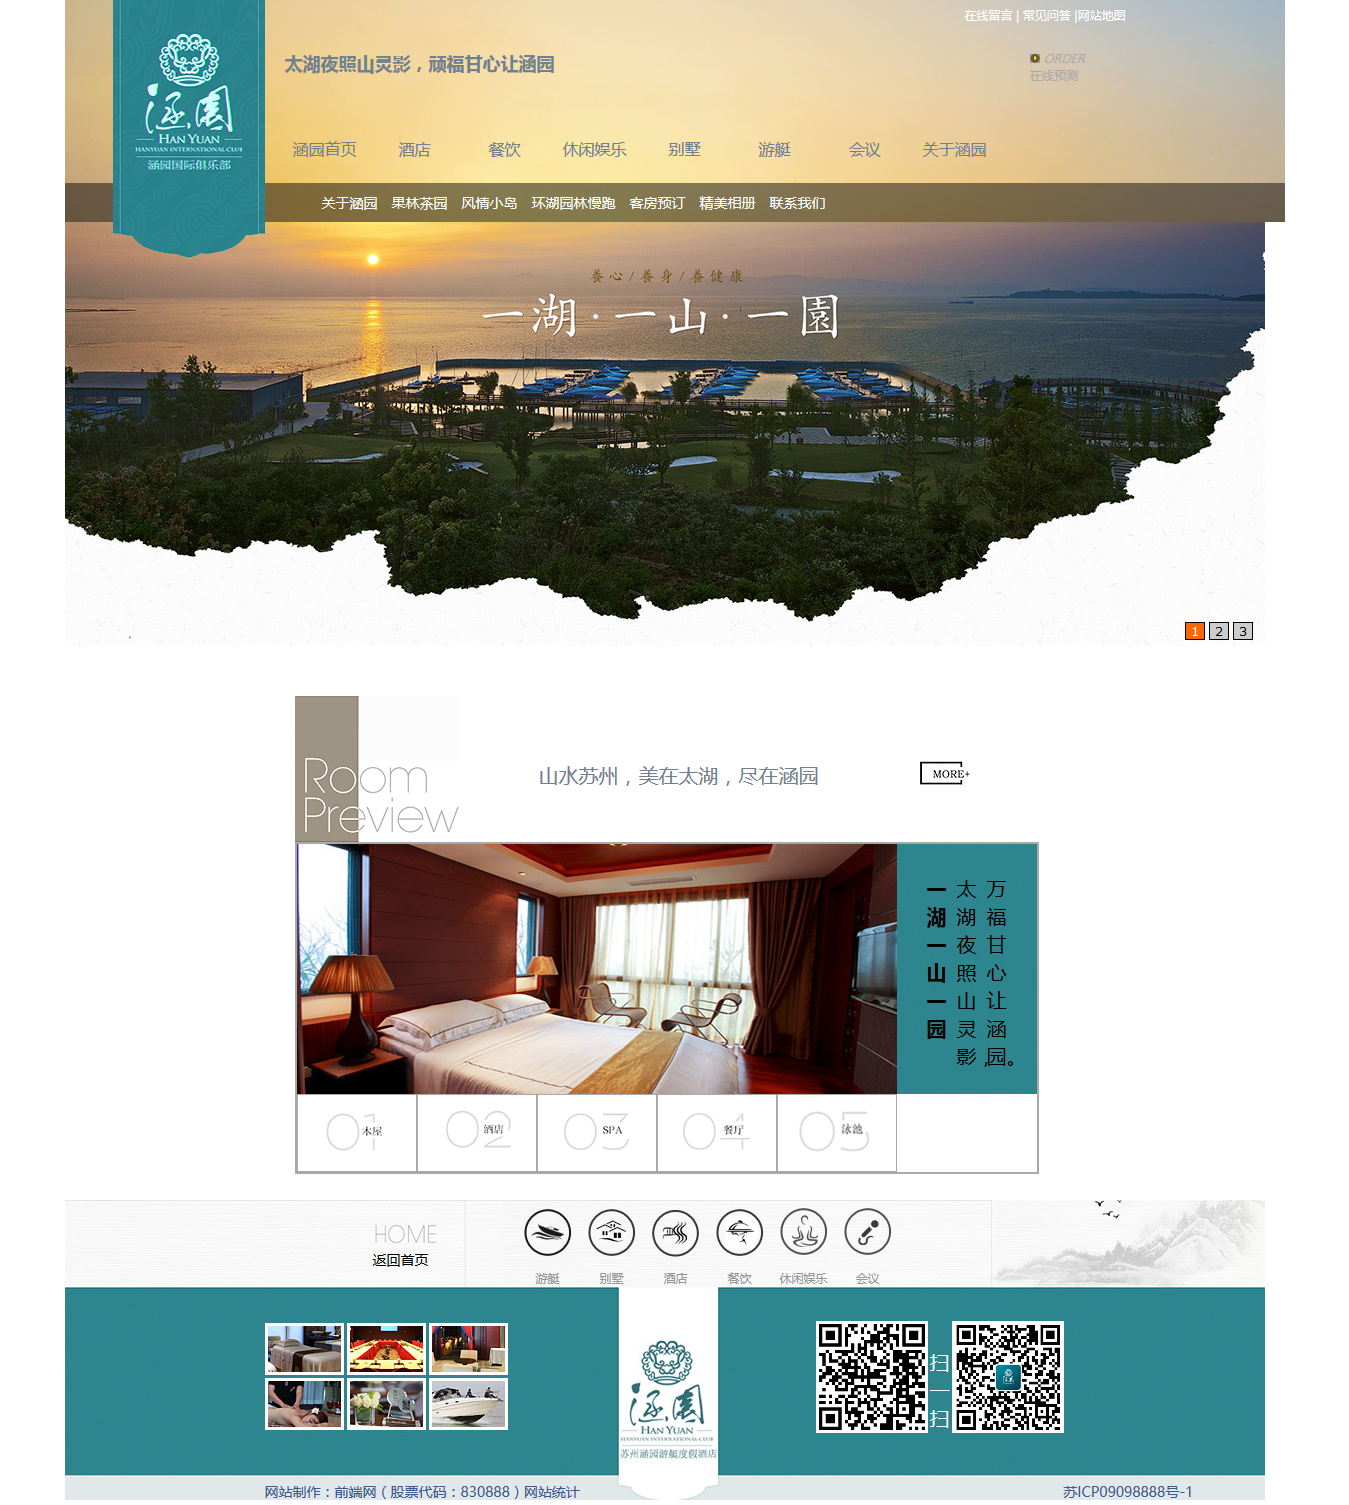 在线留言 | 常见问答 |网站地图
涵園
HAN YUAN
HANYUAN INTERNATIONAL CLUB
涵园国际俱乐部
太湖夜照山灵影，顽福甘心让涵园
ORDER
在线预测
涵园首页 酒店 餐饮 休闲娱乐 别墅 游艇 会议 关于涵园
关于涵园 果林茶园 风情小岛 环湖园林慢跑 客房预订 精美相册 联系我们
養心/養身/養健康
一湖·一山·一園
1 2 3
Room
Preview
山水苏州，美在太湖，尽在涵园
MORE+
一湖一山一园
太湖夜照山灵影，
万福甘心让涵园。
01 木屋
02 酒店
03 SPA
04 餐厅
05 泳池
HOME
返回首页
游艇 别墅 酒店 餐饮 休闲娱乐 会议
涵園
HAN YUAN
HANYUAN INTERNATIONAL CLUB
苏州涵园游艇度假酒店
扫一扫
网站制作：前端网（股票代码：830888）网站统计
苏ICP09098888号-1